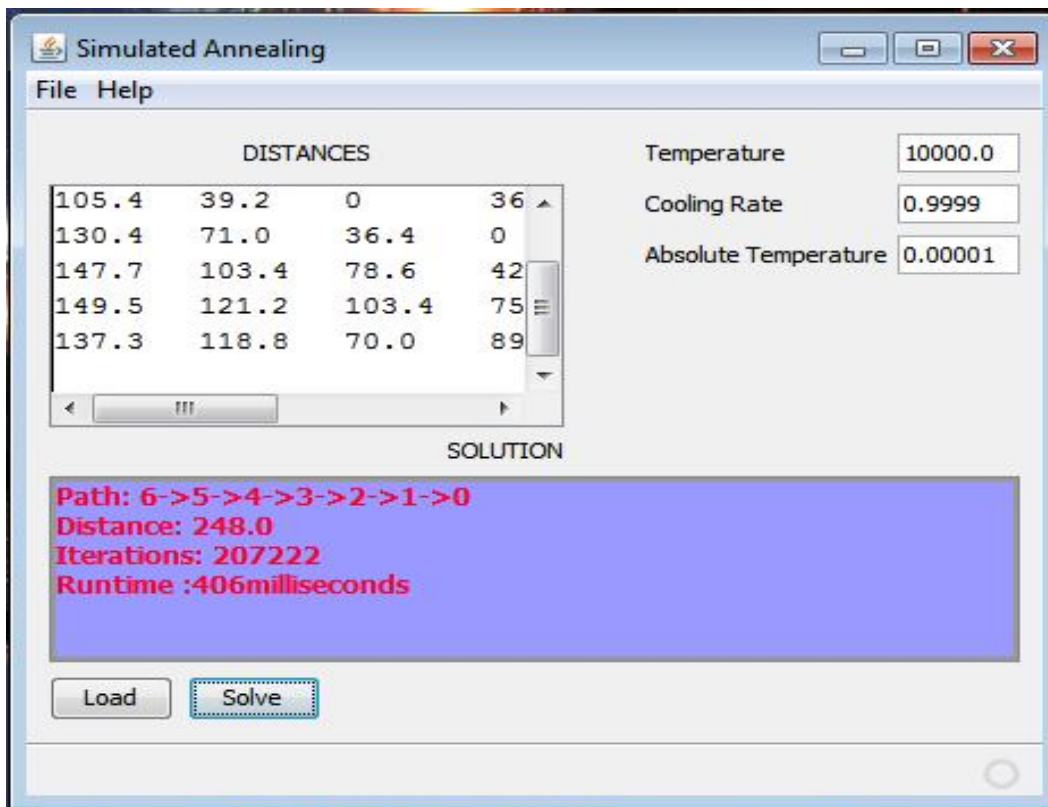 Simulated Annealing
File Help
DISTANCES
105.4 39.2 0 36
130.4 71.0 36.4 0
147.7 103.4 78.6 42
149.5 121.2 103.4 75
137.3 118.8 70.0 89
Temperature 10000.0
Cooling Rate 0.9999
Absolute Temperature 0.00001
SOLUTION
Path: 6->5->4->3->2->1->0
Distance: 248.0
Iterations: 207222
Runtime :406milliseconds
Load Solve